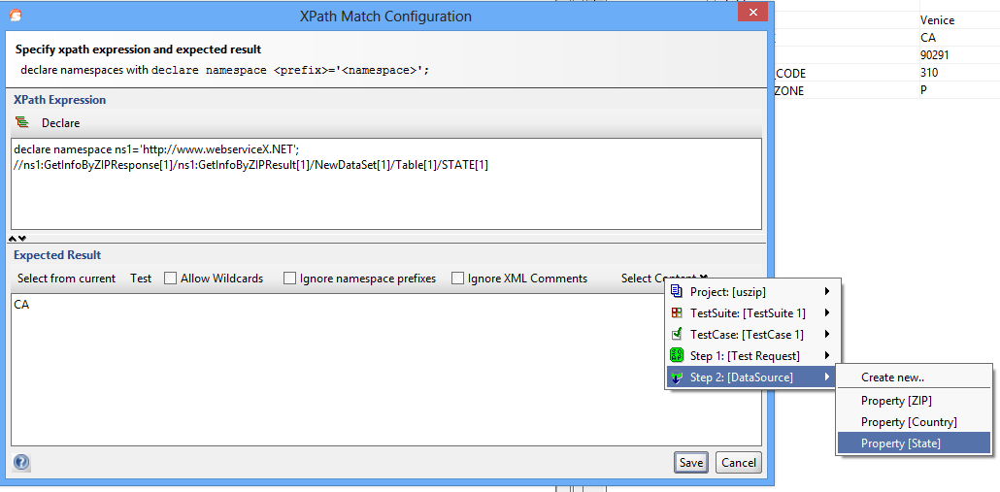 XPath Match Configuration
Specify xpath expression and expected result
declare namespaces with declare namespace <prefix>='<namespace>';
XPath Expression
Declare
declare namespace ns1='http://www.webserviceX.NET';
//ns1:GetInfoByZIPResponse[1]/ns1:GetInfoByZIPResult[1]/NewDataSet[1]/Table[1]/STATE[1]
Expected Result
Select from current Test Allow Wildcards Ignore namespace prefixes Ignore XML Comments Select Content
CA
Project: [uszip]
TestSuite: [TestSuite 1]
TestCase: [TestCase 1]
Step 1: [Test Request]
Step 2: [DataSource]
Create new..
Property [ZIP]
Property [Country]
Property [State]
Save Cancel
Venice
CA
90291
_CODE 310
ZONE P